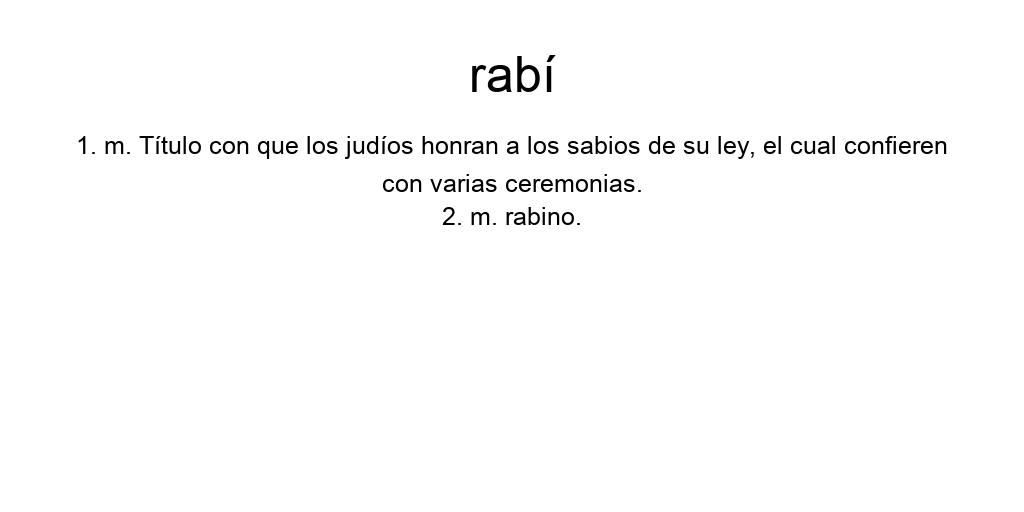 rabí
1. m. Título con que los judíos honran a los sabios de su ley, el cual confieren
con varias ceremonias.
2. m. rabino.